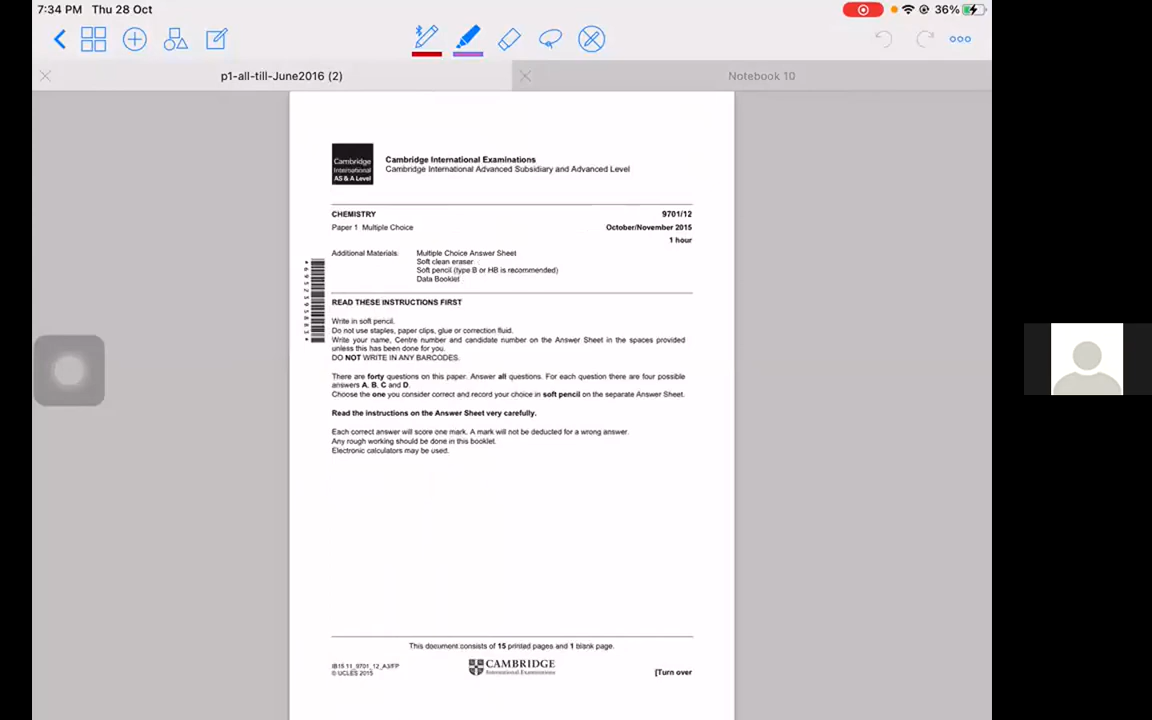 7:34 PM Thu 28 Oct
36%
p1-all-till-June2016 (2)
Notebook 10
Cambridge
International
AS & A Level
Cambridge International Examinations
Cambridge International Advanced Subsidiary and Advanced Level
CHEMISTRY 9701/12
Paper 1 Multiple Choice October/November 2015
1 hour
Additional Materials: Multiple Choice Answer Sheet
Soft clean eraser
Soft pencil (type B or HB is recommended)
Data Booklet
READ THESE INSTRUCTIONS FIRST
Write in soft pencil.
Do not use staples, paper clips, glue or correction fluid.
Write your name, Centre number and candidate number on the Answer Sheet in the spaces provided
unless this has been done for you.
DO NOT WRITE IN ANY BARCODES.
There are forty questions on this paper. Answer all questions. For each question there are four possible
answers A, B, C and D.
Choose the one you consider correct and record your choice in soft pencil on the separate Answer Sheet.
Read the instructions on the Answer Sheet very carefully.
Each correct answer will score one mark. A mark will not be deducted for a wrong answer.
Any rough working should be done in this booklet.
Electronic calculators may be used.
This document consists of 15 printed pages and 1 blank page.
IB15 11_9701_12_A3/FP
© UCLES 2015
CAMBRIDGE
International Examinations
[Turn over